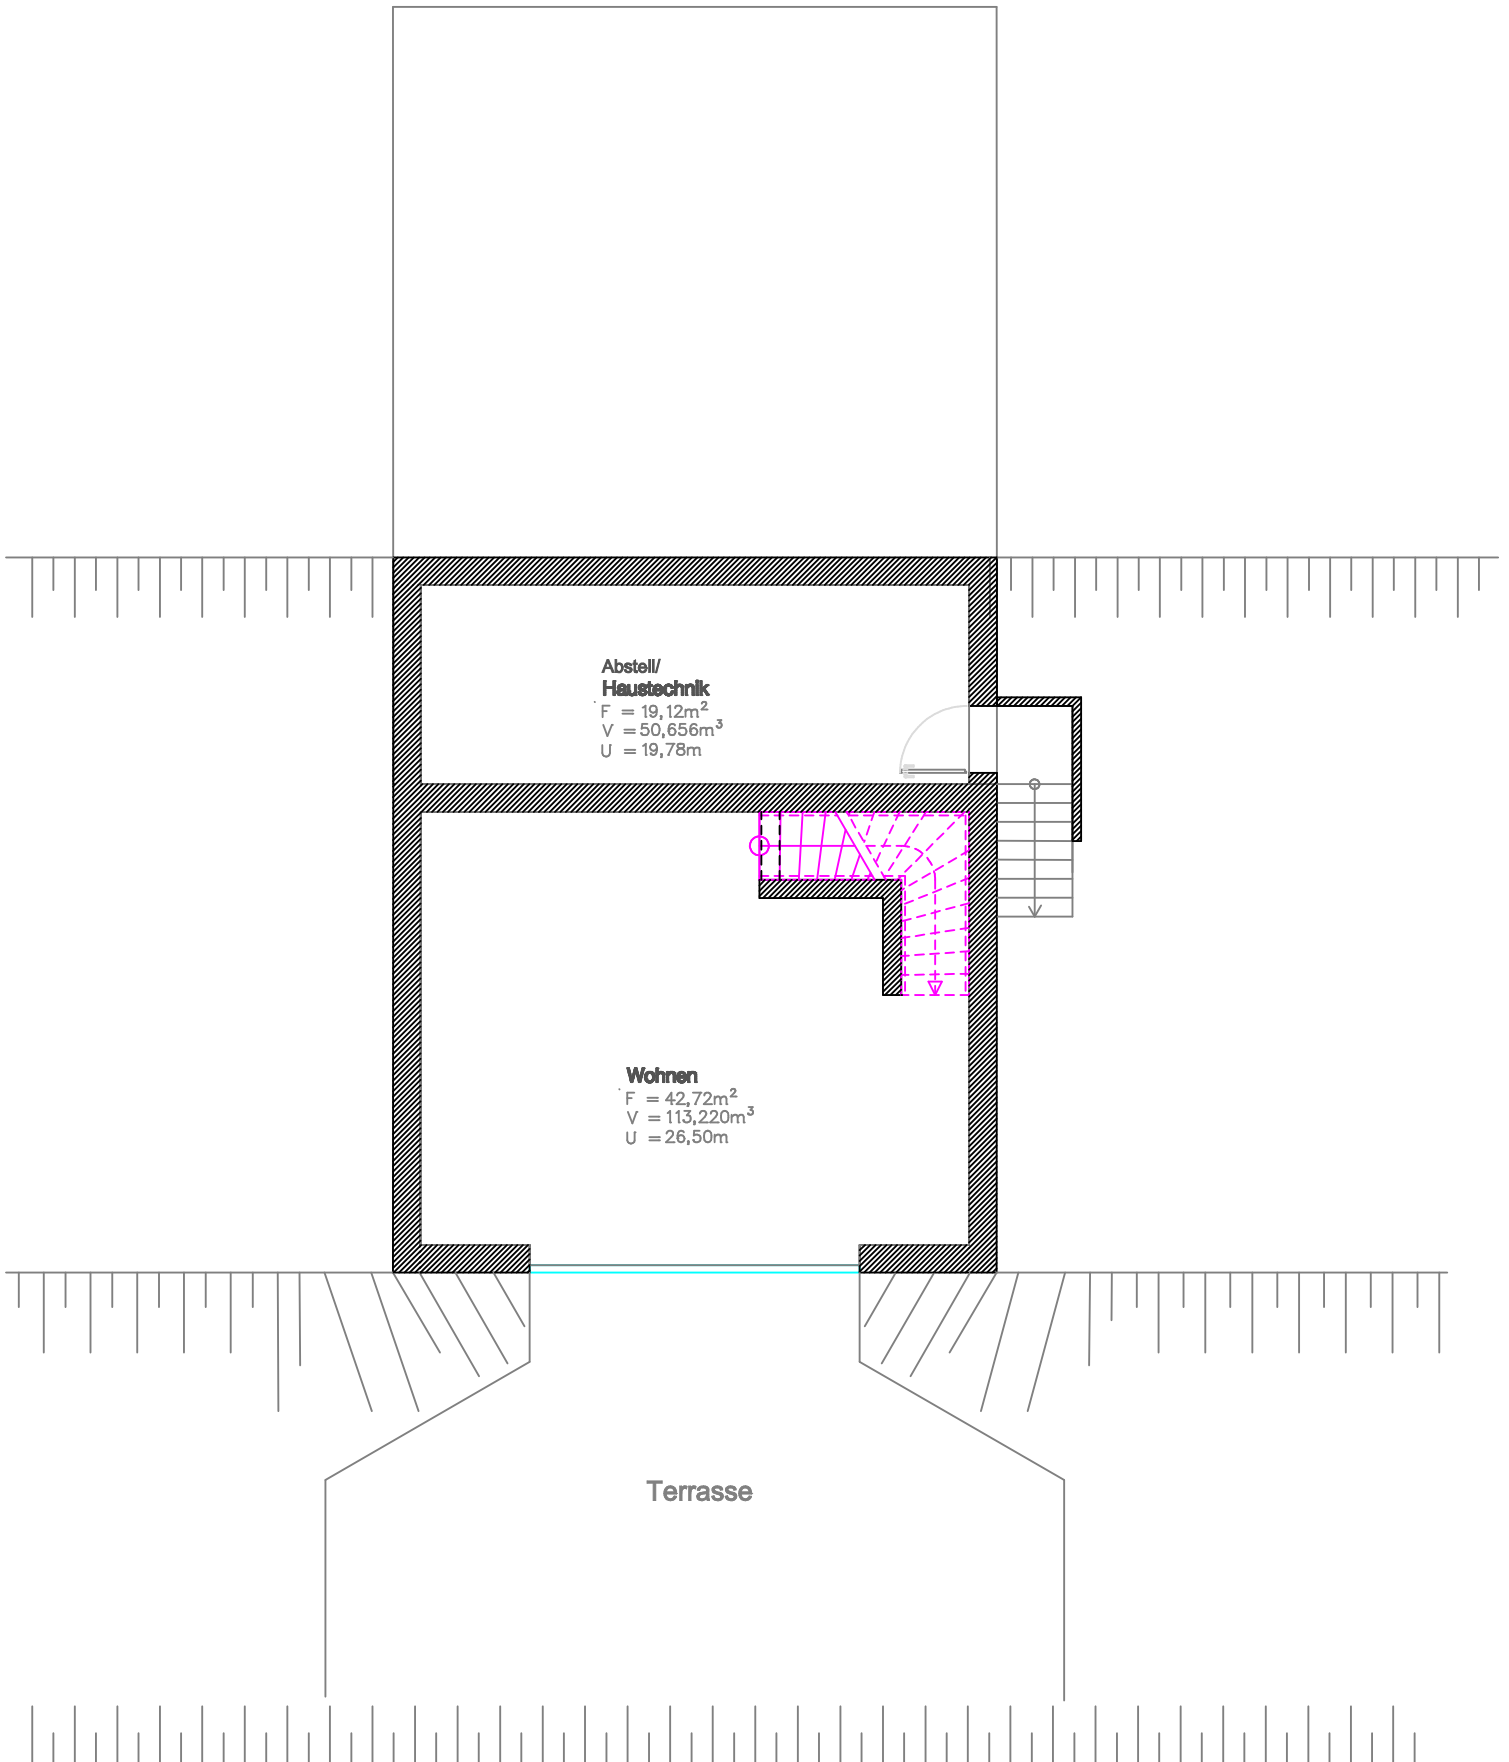 Abstell/
Haustechnik
F = 19,12m²
V = 50,656m³
U = 19,78m
Wohnen
F = 42,72m²
V = 113,220m³
U = 26,50m
Terrasse